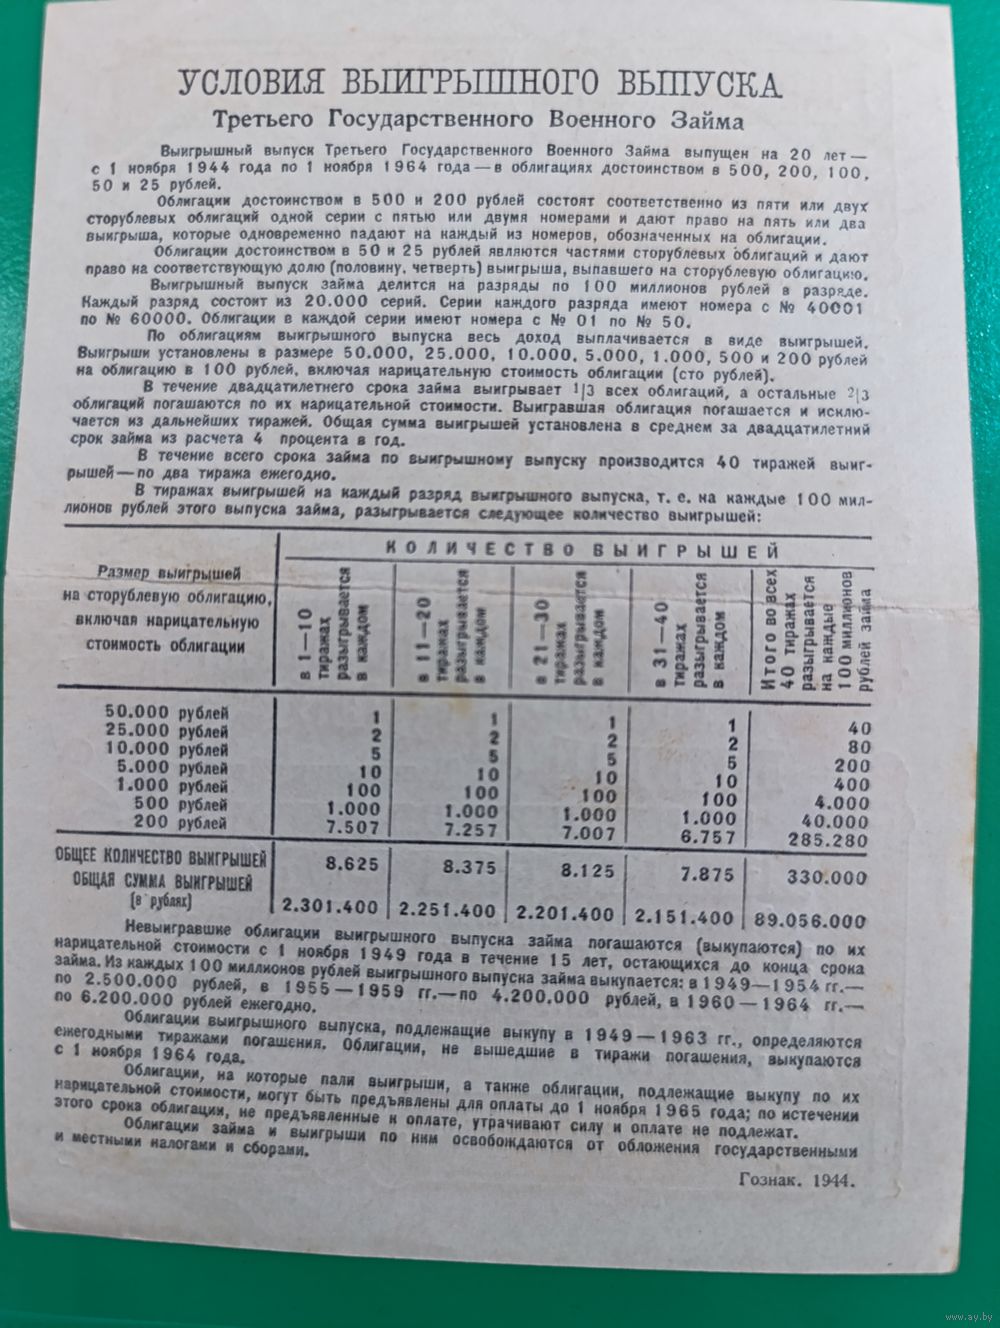 УСЛОВИЯ ВЫИГРЫШНОГО ВЫПУСКА
Третьего Государственного Военного Займа
Выигрышный выпуск Третьего Государственного Военного Займа выпущен на 20 лет—
с 1 ноября 1944 года по 1 ноября 1964 года—в облигациях достоинством в 500, 200, 100,
50 и 25 рублей.
Облигации достоинством в 500 и 200 рублей состоят соответственно из пяти или двух
сторублевых облигаций одной серии с пятью или двумя номерами и дают право на пять или два
выигрыша, которые одновременно падают на каждый из номеров, обозначенных на облигации.
Облигации достоинством в 50 и 25 рублей являются частями сторублевых облигаций и дают
право на соответствующую долю (половину, четверть) выигрыша, выпавшего на сторублевую облигацию.
Выигрышный выпуск займа делится на разряды по 100 миллионов рублей в разряде.
Каждый разряд состоит из 20.000 серий. Серии каждого разряда имеют номера с № 40001
по № 60000. Облигации в каждой серии имеют номера с № 01 по № 50.
По облигациям выигрышного выпуска весь доход выплачивается в виде выигрышей.
Выигрыши установлены в размере 50.000, 25.000, 10.000, 5.000, 1.000, 500 и 200 рублей
на облигацию в 100 рублей, включая нарицательную стоимость облигации (сто рублей).
В течение двадцатилетнего срока займа выигрывает 1|3 всех облигаций, а остальные 2|3
облигаций погашаются по их нарицательной стоимости. Выигравшая облигация погашается и исклю-
чается из дальнейших тиражей. Общая сумма выигрышей установлена в среднем за двадцатилетний
срок займа из расчета 4 процента в год.
В течение всего срока займа по выигрышному выпуску производится 40 тиражей выиг-
рышей—по два тиража ежегодно.
В тиражах выигрышей на каждый разряд выигрышного выпуска, т. е. на каждые 100 мил-
лионов рублей этого выпуска займа, разыгрывается следующее количество выигрышей:
Размер выигрышей
на сторублевую облигацию,
включая нарицательную
стоимость облигации
КОЛИЧЕСТВО ВЫИГРЫШЕЙ
в 1—10
тиражах
разыгрывается
в каждом
в 11—20
тиражах
разыгрывается
в каждом
в 21—30
тиражах
разыгрывается
в каждом
в 31—40
тиражах
разыгрывается
в каждом
Итого во всех
40 тиражах
разыгрывается
на каждые
100 миллионов
рублей займа
50.000 рублей 1 1 1 1 40
25.000 рублей 2 2 2 2 80
10.000 рублей 5 5 5 5 200
5.000 рублей 10 10 10 10 400
1.000 рублей 100 100 100 100 4.000
500 рублей 1.000 1.000 1.000 1.000 40.000
200 рублей 7.507 7.257 7.007 6.757 285.280
ОБЩЕЕ КОЛИЧЕСТВО ВЫИГРЫШЕЙ 8.625 8.375 8.125 7.875 330.000
ОБЩАЯ СУММА ВЫИГРЫШЕЙ
(в рублях) 2.301.400 2.251.400 2.201.400 2.151.400 89.056.000
Невыигравшие облигации выигрышного выпуска займа погашаются (выкупаются) по их
нарицательной стоимости с 1 ноября 1949 года в течение 15 лет, остающихся до конца срока
займа. Из каждых 100 миллионов рублей выигрышного выпуска займа выкупается: в 1949—1954 гг.—
по 2.500.000 рублей, в 1955—1959 гг.—по 4.200.000 рублей, в 1960—1964 гг.—
по 6.200.000 рублей ежегодно.
Облигации выигрышного выпуска, подлежащие выкупу в 1949—1963 гг., определяются
ежегодными тиражами погашения. Облигации, не вышедшие в тиражи погашения, выкупаются
с 1 ноября 1964 года.
Облигации, на которые пали выигрыши, а также облигации, подлежащие выкупу по их
нарицательной стоимости, могут быть предъявлены для оплаты до 1 ноября 1965 года; по истечении
этого срока облигации, не предъявленные к оплате, утрачивают силу и оплате не подлежат.
Облигации займа и выигрыши по ним освобождаются от обложения государственными
и местными налогами и сборами.
Гознак. 1944.
www.ay.by